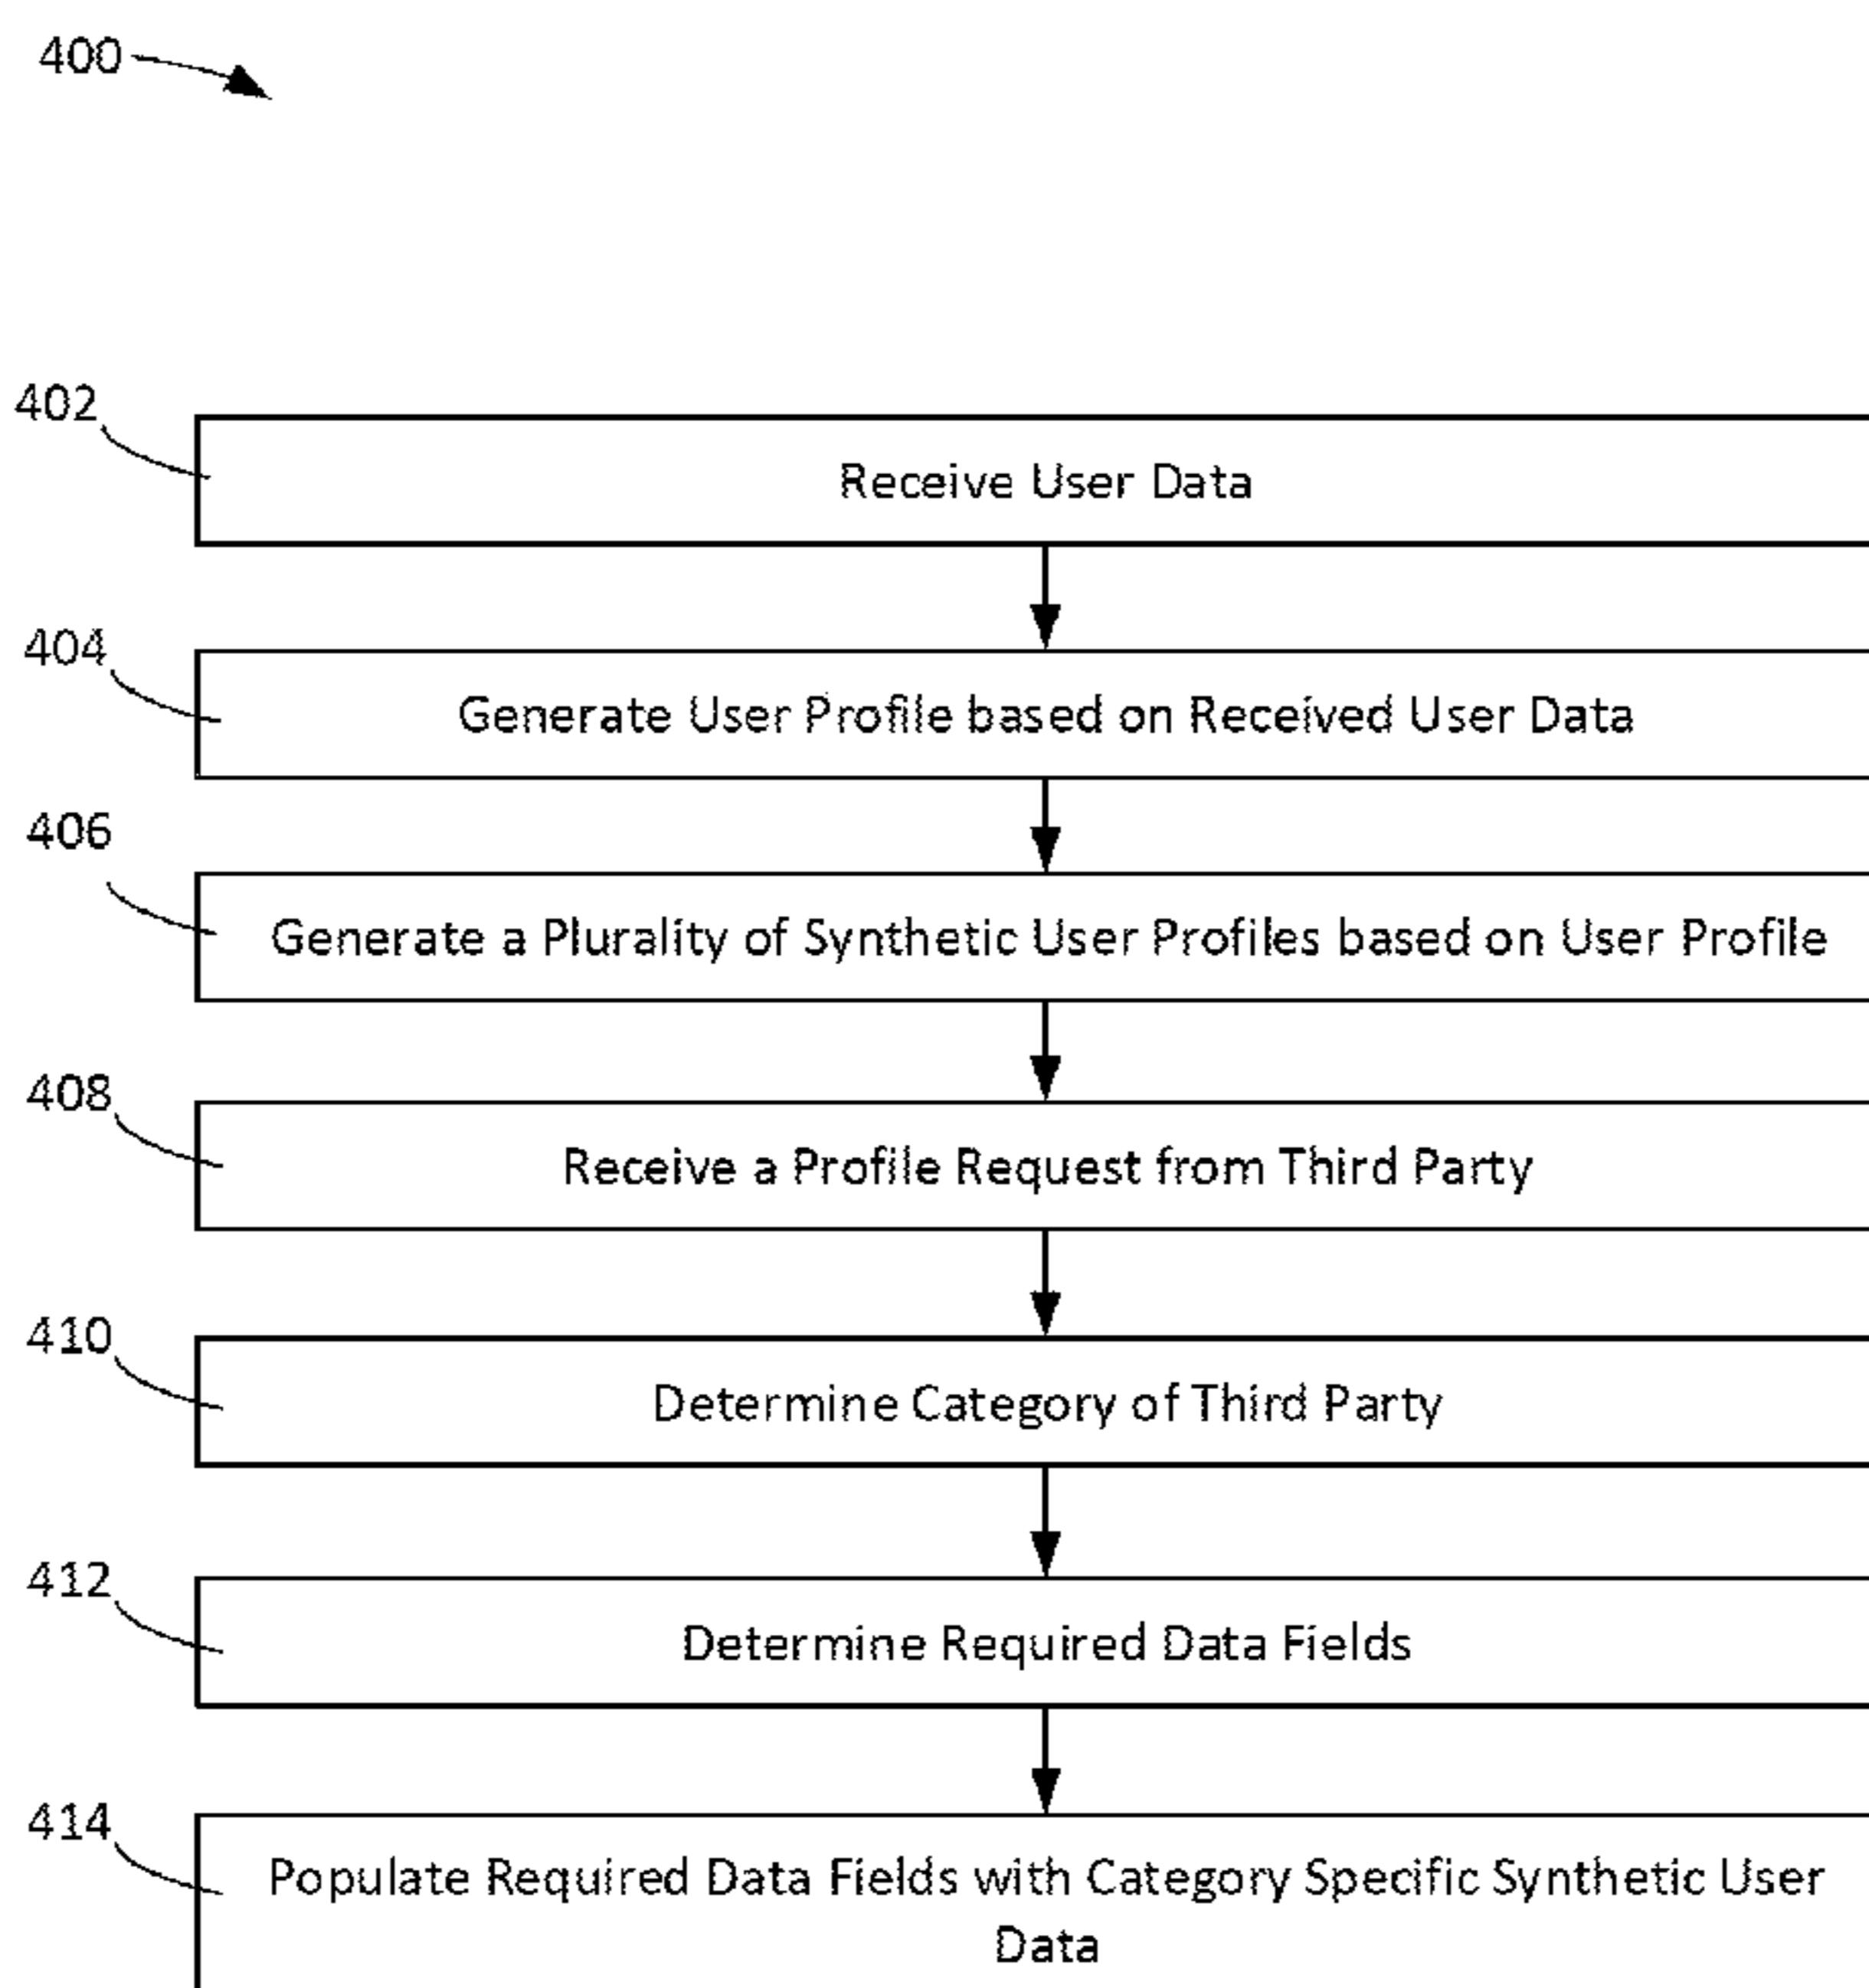 400
402
Receive User Data
404
Generate User Profile based on Received User Data
406
Generate a Plurality of Synthetic User Profiles based on User Profile
408
Receive a Profile Request from Third Party
410
Determine Category of Third Party
412
Determine Required Data Fields
414
Populate Required Data Fields with Category Specific Synthetic User
Data